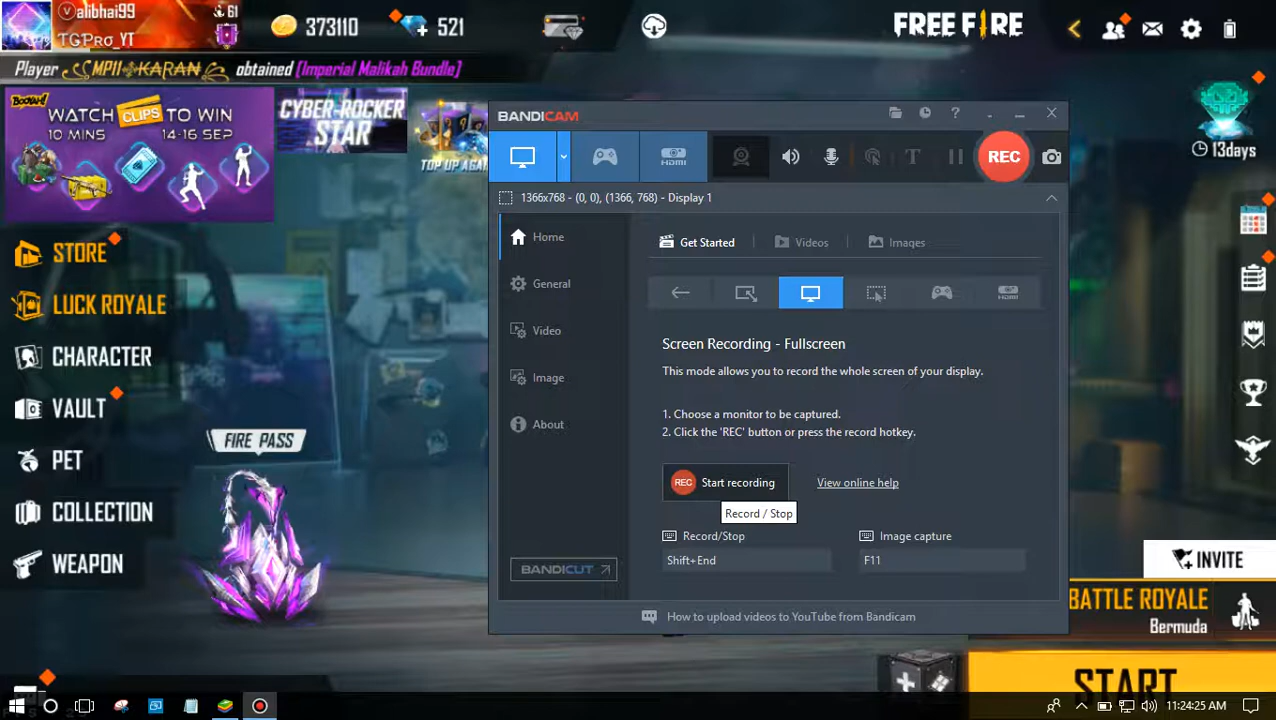 alibhai99
61
TGPRO_YT
373110
521
FREE FIRE
Player MP11 KARAN obtained [Imperial Malikah Bundle]
BOOYAH!
WATCH CLIPS TO WIN
10 MINS 14-16 SEP
CYBER-ROCKER
STAR
TOP UP AGAI
13days
STORE
LUCK ROYALE
CHARACTER
VAULT
PET
COLLECTION
WEAPON
FIRE PASS
BANDICAM
HDMI
REC
1366x768 - (0, 0), (1366, 768) - Display 1
Home
General
Video
Image
About
BANDICUT
Get Started
Videos
Images
HDMI
Screen Recording - Fullscreen
This mode allows you to record the whole screen of your display.
1. Choose a monitor to be captured.
2. Click the 'REC' button or press the record hotkey.
REC Start recording
View online help
Record / Stop
Record/Stop
Image capture
Shift+End
F11
How to upload videos to YouTube from Bandicam
INVITE
BATTLE ROYALE
Bermuda
START
11:24:25 AM